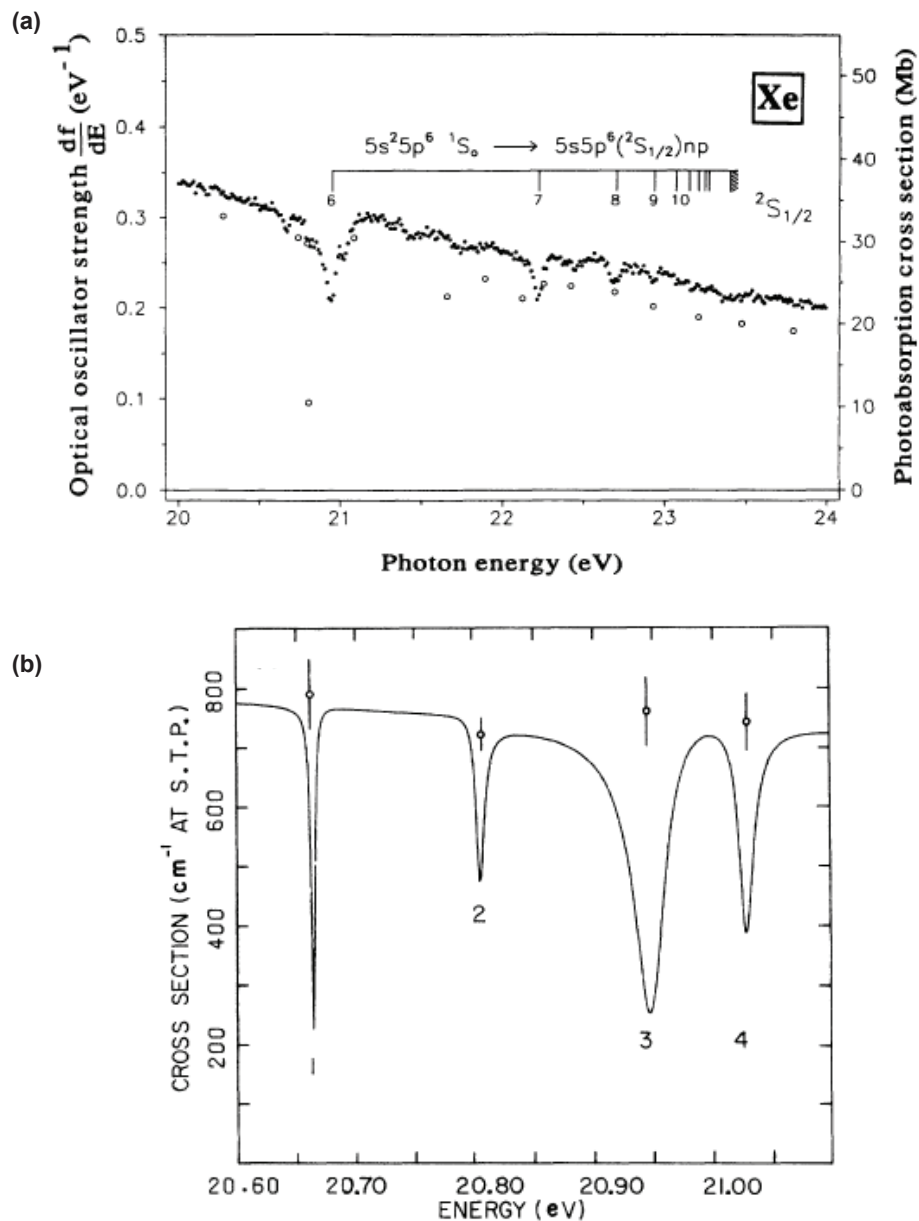 (a)
Optical oscillator strength df/dE (eV⁻¹)
0.5
0.4
0.3
0.2
0.1
0.0
Xe
5s²5p⁶ ¹S₀ → 5s5p⁶(²S₁/₂)np
6 7 8 9 10
²S₁/₂
50
40
30
20
10
0
Photoabsorption cross section (Mb)
20 21 22 23 24
Photon energy (eV)
(b)
CROSS SECTION (cm⁻¹ AT S.T.P.)
800
600
400
200
1
2
3
4
20.60 20.70 20.80 20.90 21.00
ENERGY (eV)